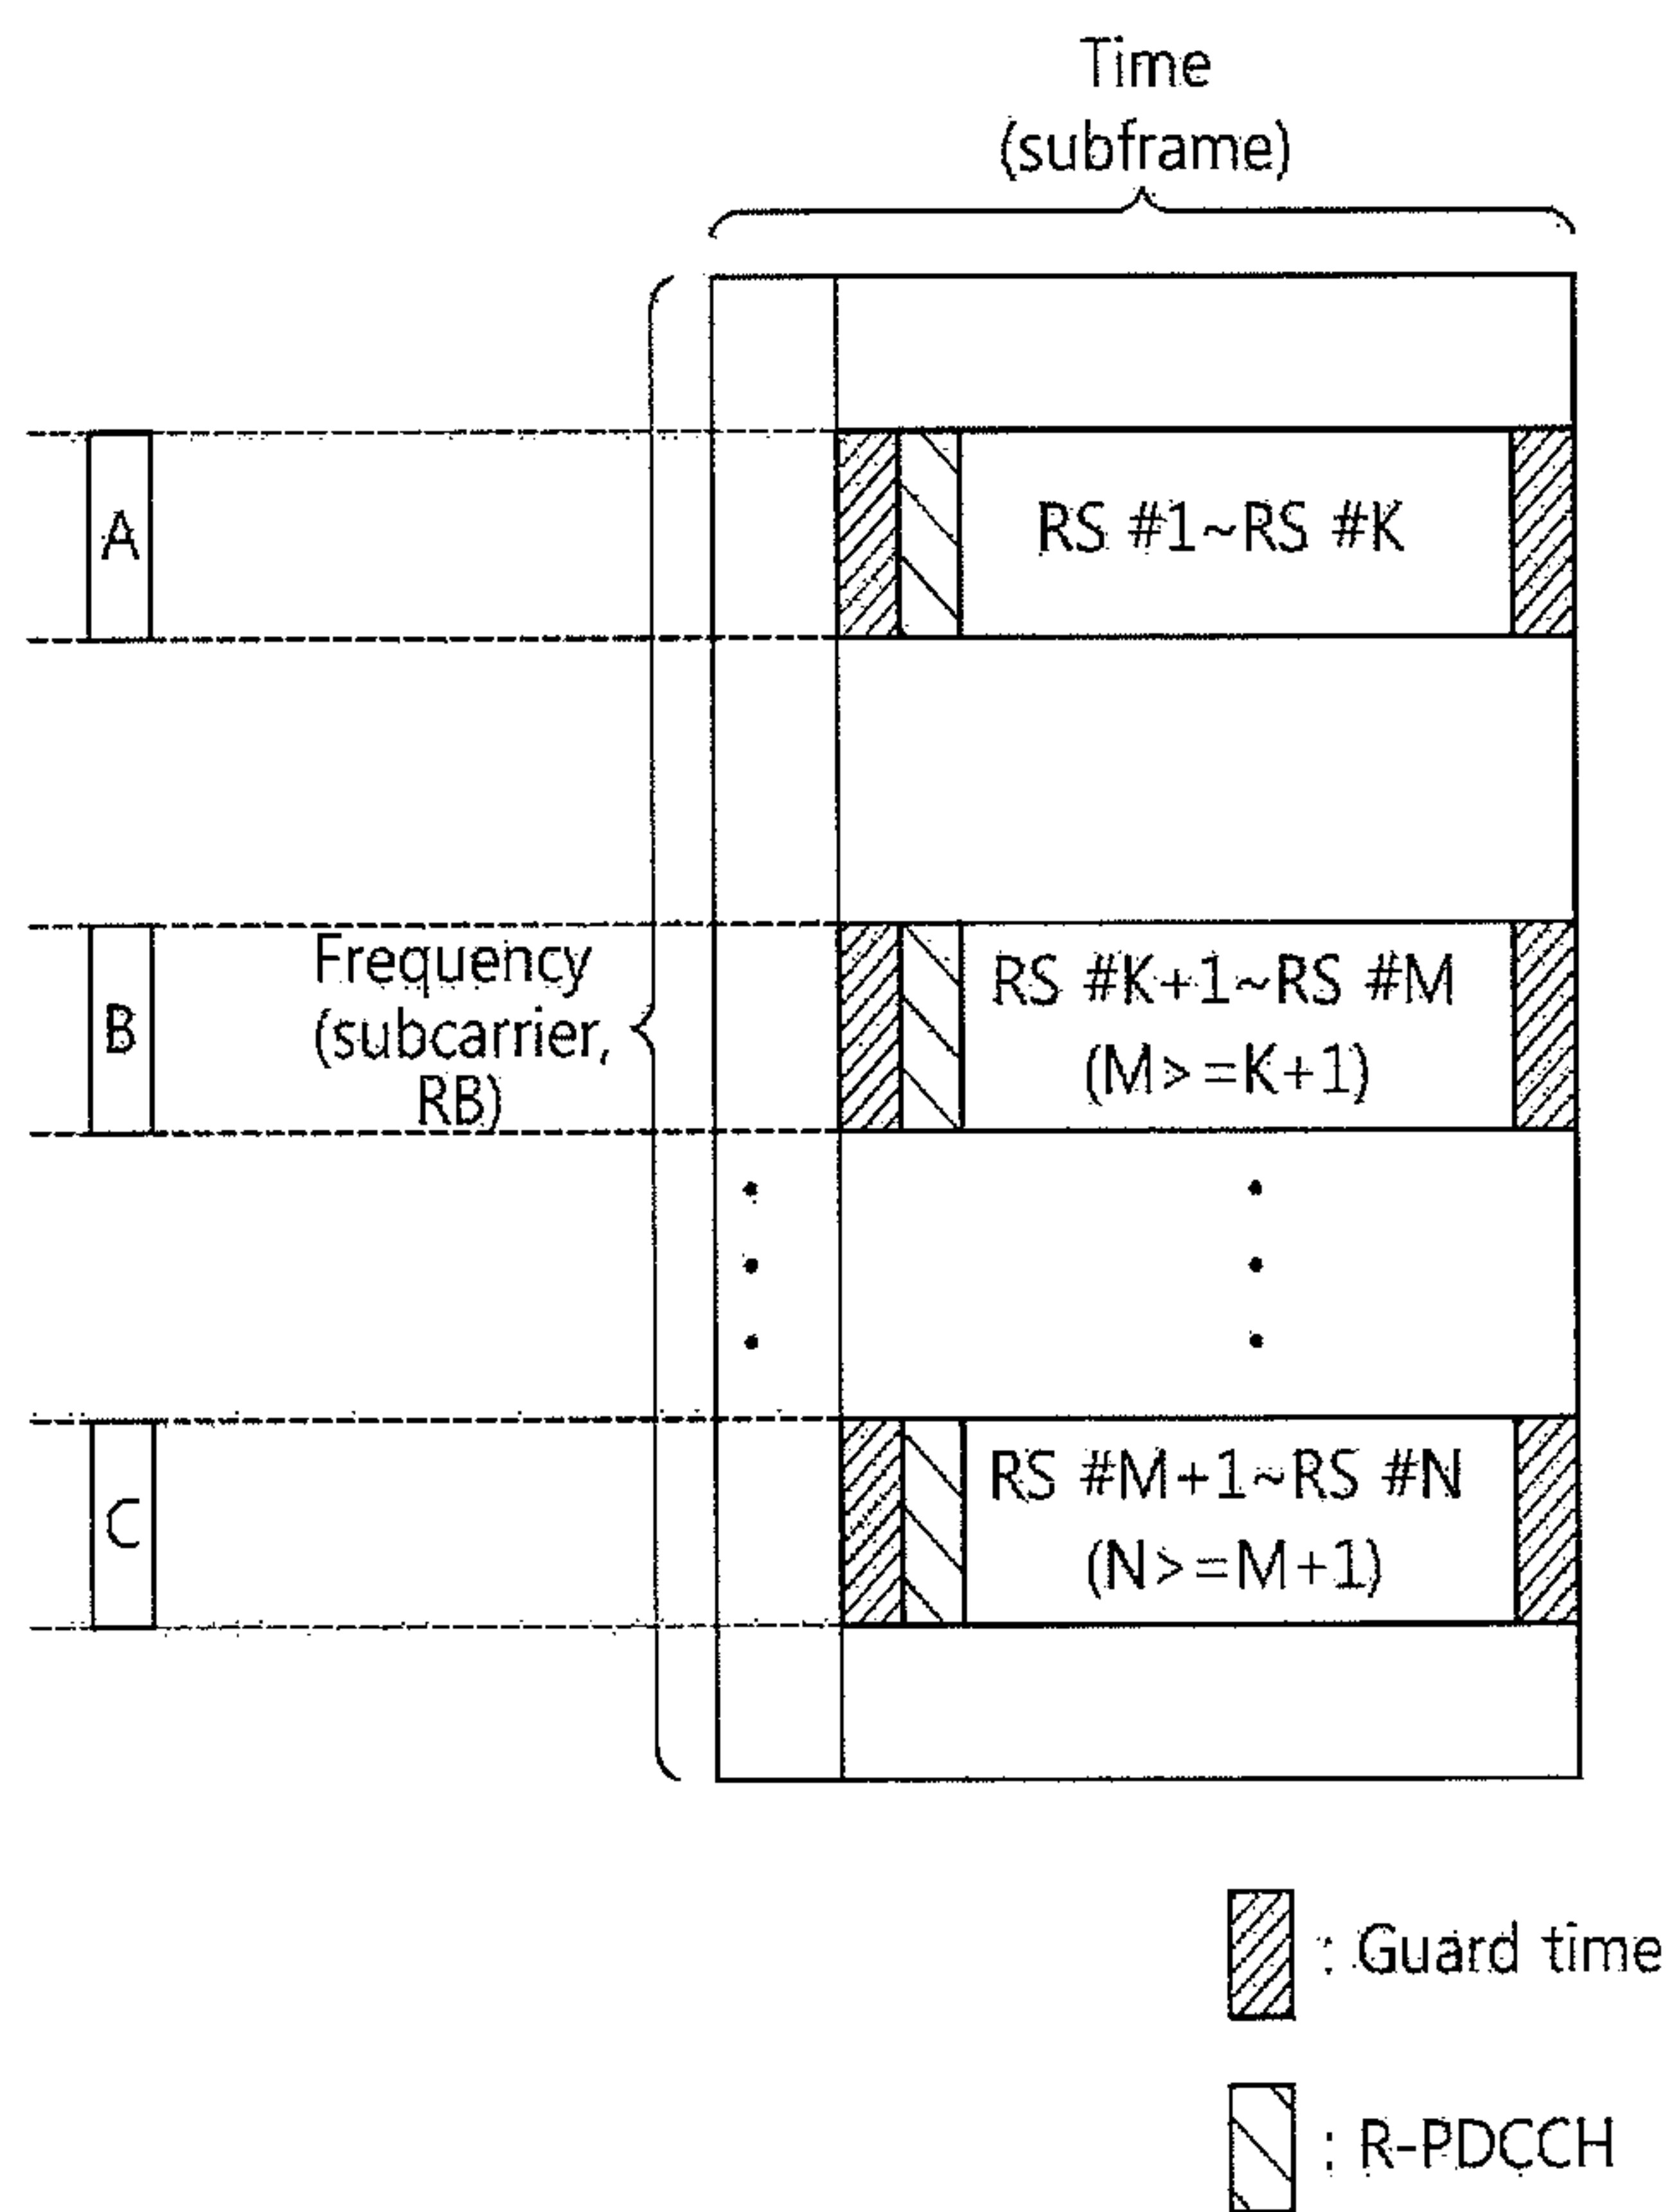 Time
(subframe)
A
RS #1~RS #K
B
Frequency
(subcarrier,
RB)
RS #K+1~RS #M
(M>=K+1)
C
RS #M+1~RS #N
(N>=M+1)
: Guard time
: R-PDCCH